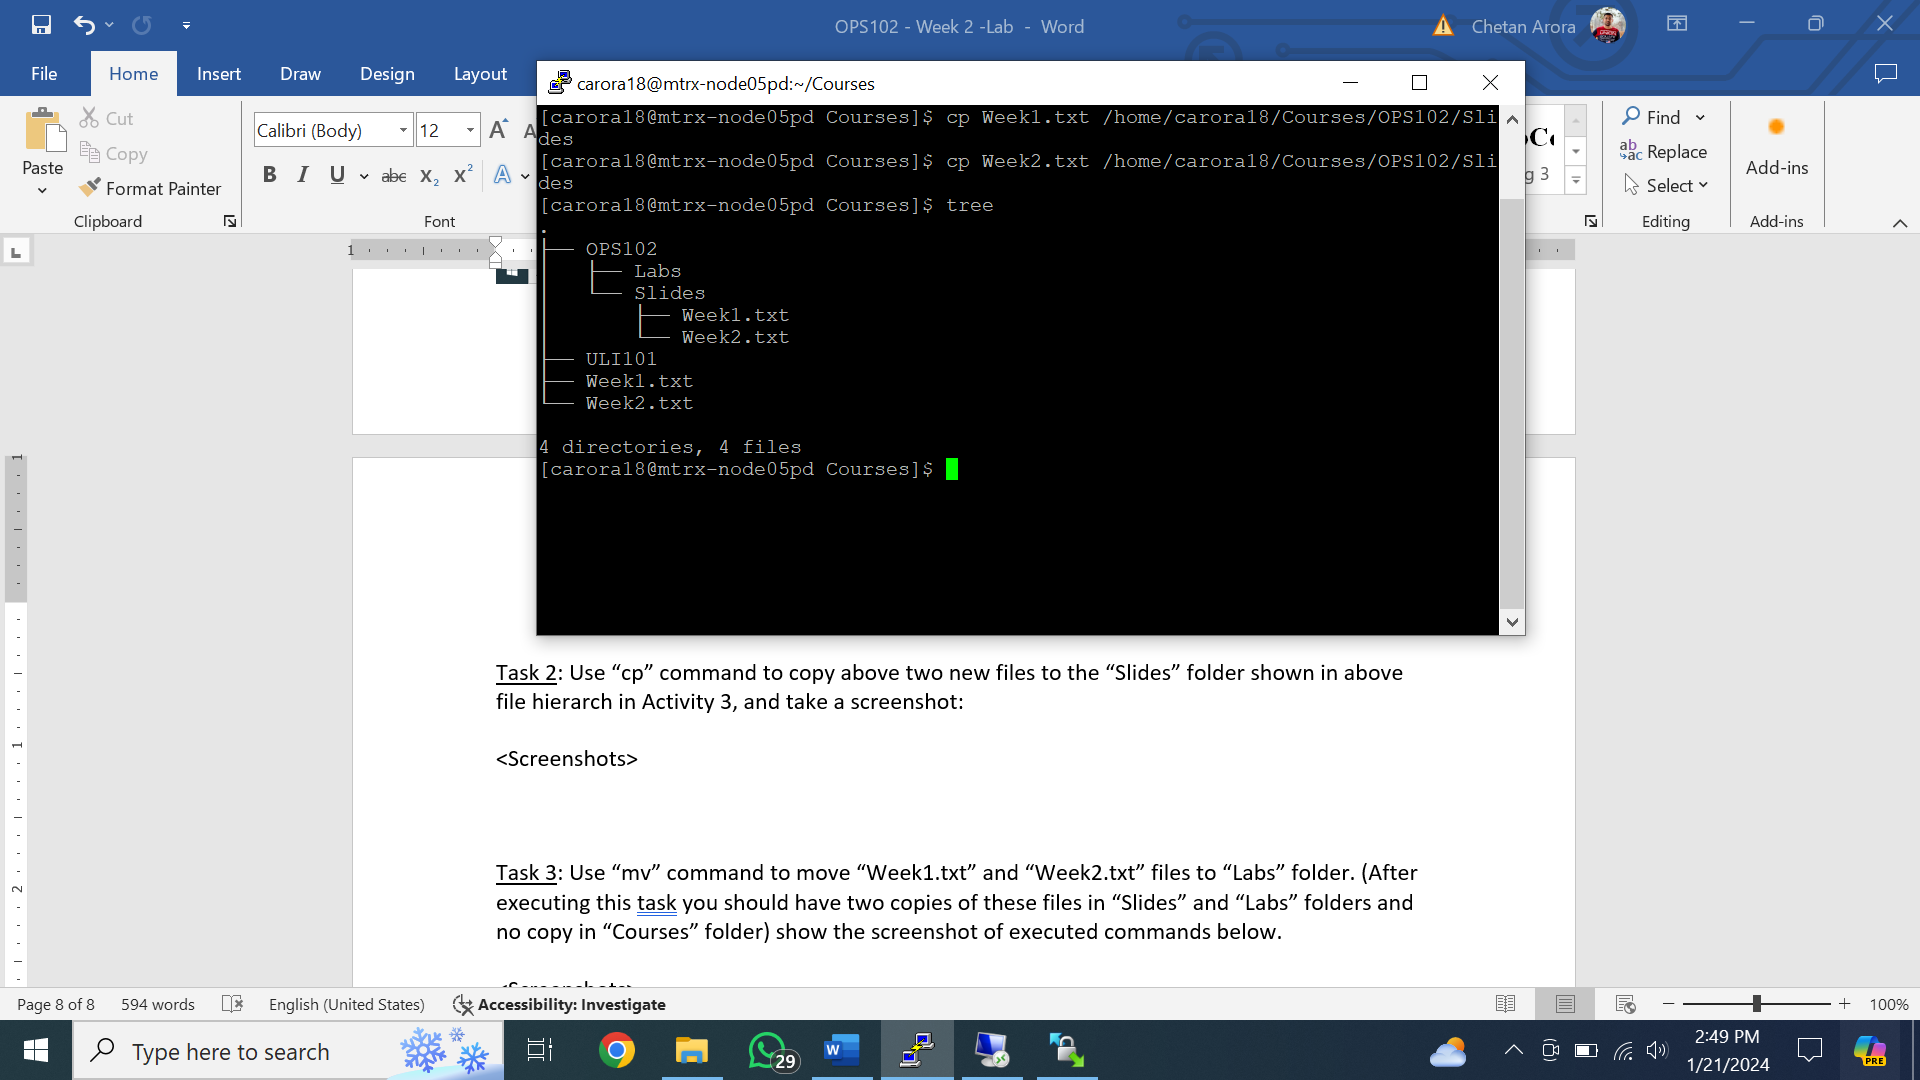 OPS102 - Week 2 -Lab - Word
Chetan Arora
File
Home
Insert
Draw
Design
Layout
Paste
Cut
Copy
Format Painter
Clipboard
Calibri (Body)
12
Font
g 3
Find
Replace
Select
Editing
Add-ins
Add-ins
carora18@mtrx-node05pd:~/Courses
[carora18@mtrx-node05pd Courses]$ cp Week1.txt /home/carora18/Courses/OPS102/Sli
des
[carora18@mtrx-node05pd Courses]$ cp Week2.txt /home/carora18/Courses/OPS102/Sli
des
[carora18@mtrx-node05pd Courses]$ tree
.
├── OPS102
│   ├── Labs
│   └── Slides
│       ├── Week1.txt
│       └── Week2.txt
├── ULI101
├── Week1.txt
└── Week2.txt
4 directories, 4 files
[carora18@mtrx-node05pd Courses]$
Task 2: Use “cp” command to copy above two new files to the “Slides” folder shown in above
file hierarch in Activity 3, and take a screenshot:
<Screenshots>
Task 3: Use “mv” command to move “Week1.txt” and “Week2.txt” files to “Labs” folder. (After
executing this task you should have two copies of these files in “Slides” and “Labs” folders and
no copy in “Courses” folder) show the screenshot of executed commands below.
<Screenshots>
Page 8 of 8
594 words
English (United States)
Accessibility: Investigate
100%
Type here to search
29
2:49 PM
1/21/2024
PRE